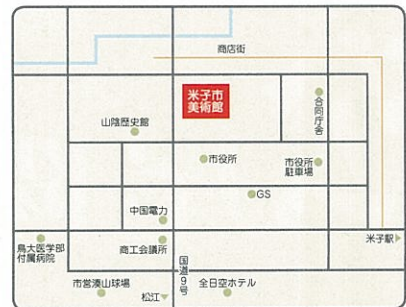 商店街
米子市
美術館
合同庁舎
山陰歴史館
市役所
市役所
駐車場
GS
中国電力
米子駅
鳥大医学部
付属病院
商工会議所
国道9号
市営湊山球場
全日空ホテル
松江